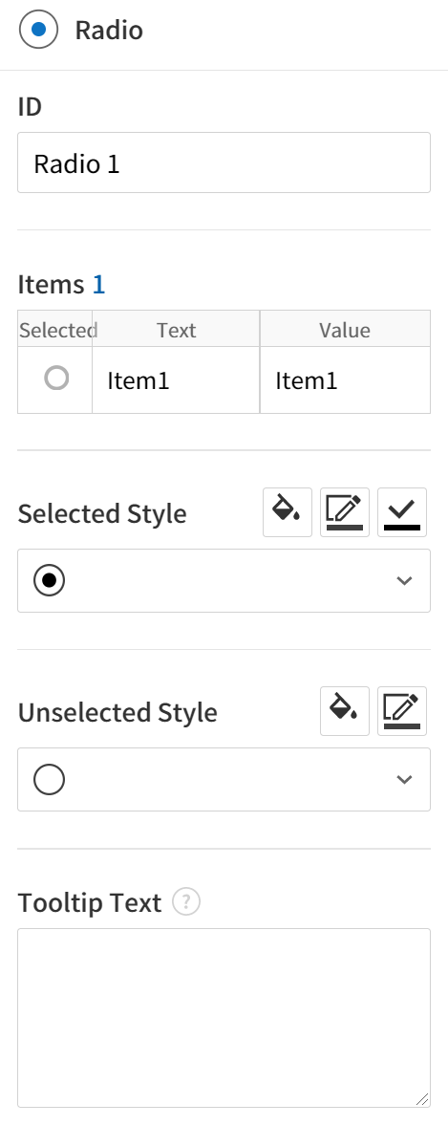 Radio
ID
Radio 1
Items 1
Selected Text Value
Item1 Item1
Selected Style
Unselected Style
Tooltip Text ?